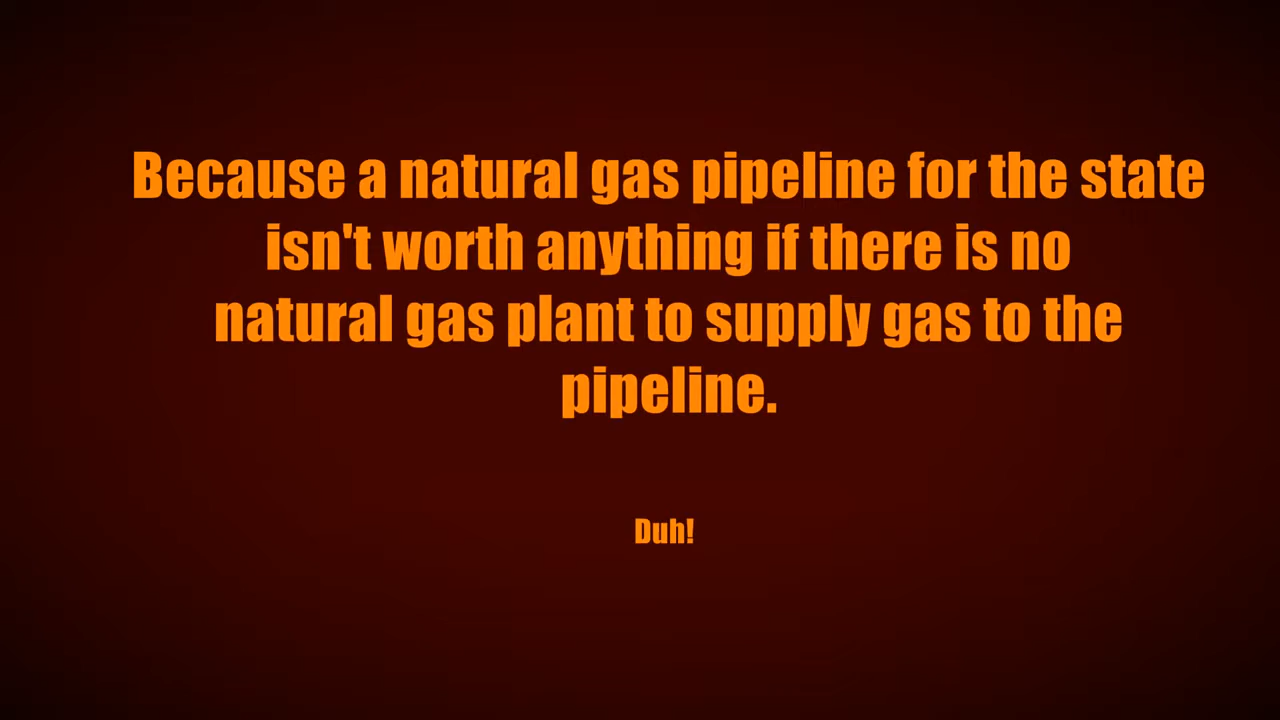 Because a natural gas pipeline for the state
isn't worth anything if there is no
natural gas plant to supply gas to the
pipeline.
Duh!